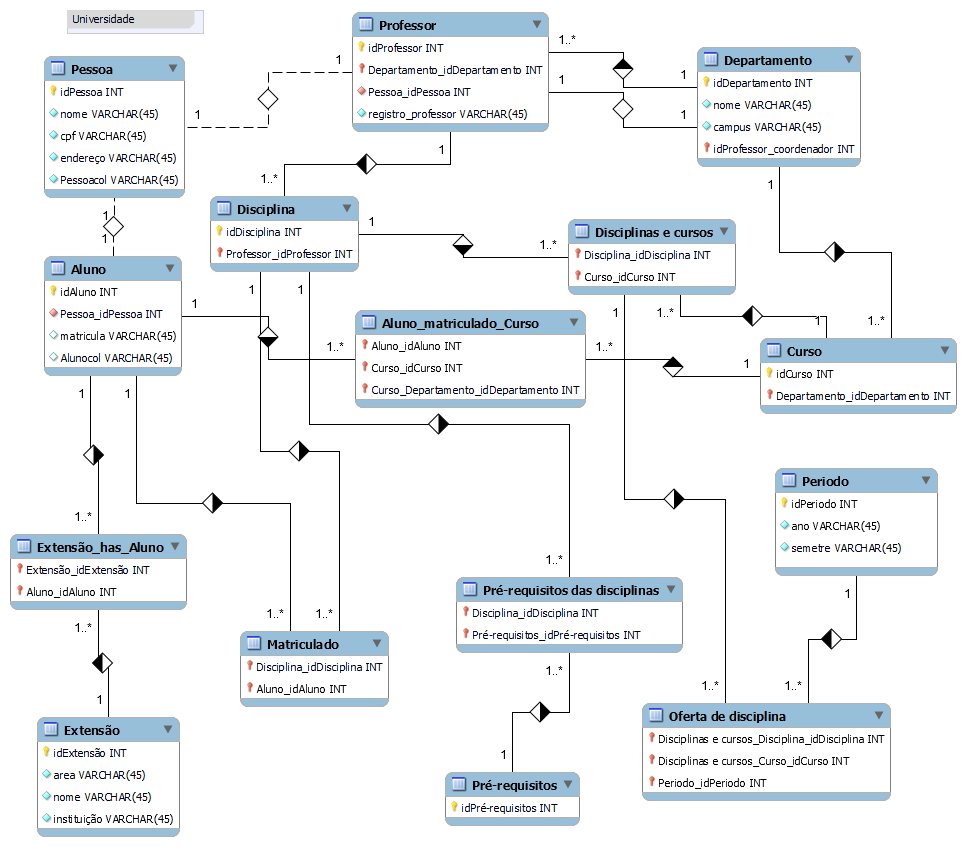 Universidade
Professor
idProfessor INT
Departamento_idDepartamento INT
Pessoa_idPessoa INT
registro_professor VARCHAR(45)
1..*
1
1
1
Departamento
idDepartamento INT
nome VARCHAR(45)
campus VARCHAR(45)
idProfessor_coordenador INT
Pessoa
idPessoa INT
nome VARCHAR(45)
cpf VARCHAR(45)
endereço VARCHAR(45)
Pessoacol VARCHAR(45)
1
1
1
1..*
1
1
1
Disciplina
idDisciplina INT
Professor_idProfessor INT
1
1..*
Disciplinas e cursos
Disciplina_idDisciplina INT
Curso_idCurso INT
Aluno
idAluno INT
Pessoa_idPessoa INT
matricula VARCHAR(45)
Alunocol VARCHAR(45)
1
1
1
1..*
Aluno_matriculado_Curso
Aluno_idAluno INT
Curso_idCurso INT
Curso_Departamento_idDepartamento INT
1..*
1
1
1..*
1
1..*
Curso
idCurso INT
Departamento_idDepartamento INT
1
1
Periodo
idPeriodo INT
ano VARCHAR(45)
semetre VARCHAR(45)
1
1..*
Extensão_has_Aluno
Extensão_idExtensão INT
Aluno_idAluno INT
1..*
1
1..*
Pré-requisitos das disciplinas
Disciplina_idDisciplina INT
Pré-requisitos_idPré-requisitos INT
1..*
1
1..*
1..*
Matriculado
Disciplina_idDisciplina INT
Aluno_idAluno INT
1..*
1..*
Oferta de disciplina
Disciplinas e cursos_Disciplina_idDisciplina INT
Disciplinas e cursos_Curso_idCurso INT
Periodo_idPeriodo INT
Extensão
idExtensão INT
area VARCHAR(45)
nome VARCHAR(45)
instituição VARCHAR(45)
Pré-requisitos
idPré-requisitos INT